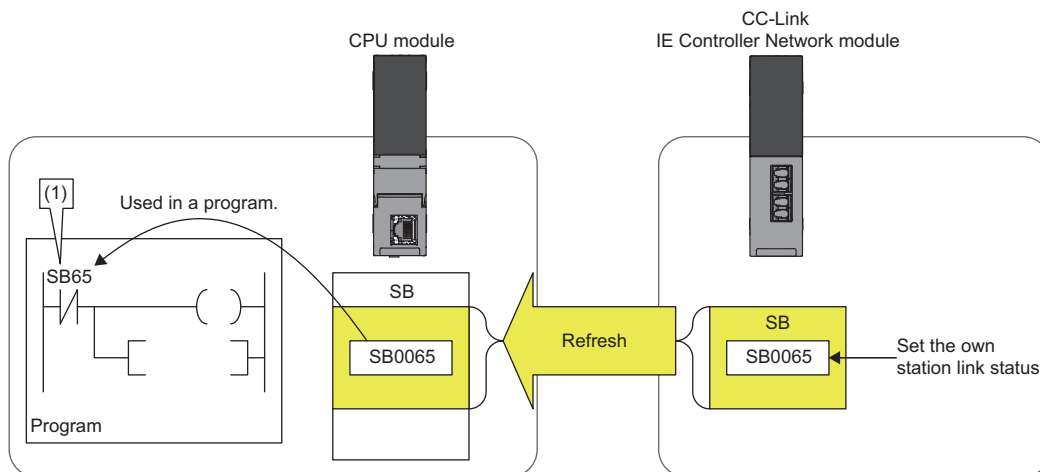 CC-Link
IE Controller Network module
CPU module
(1)
Used in a program.
SB65
SB
SB0065
Refresh
SB
SB0065
Set the own
station link status
Program